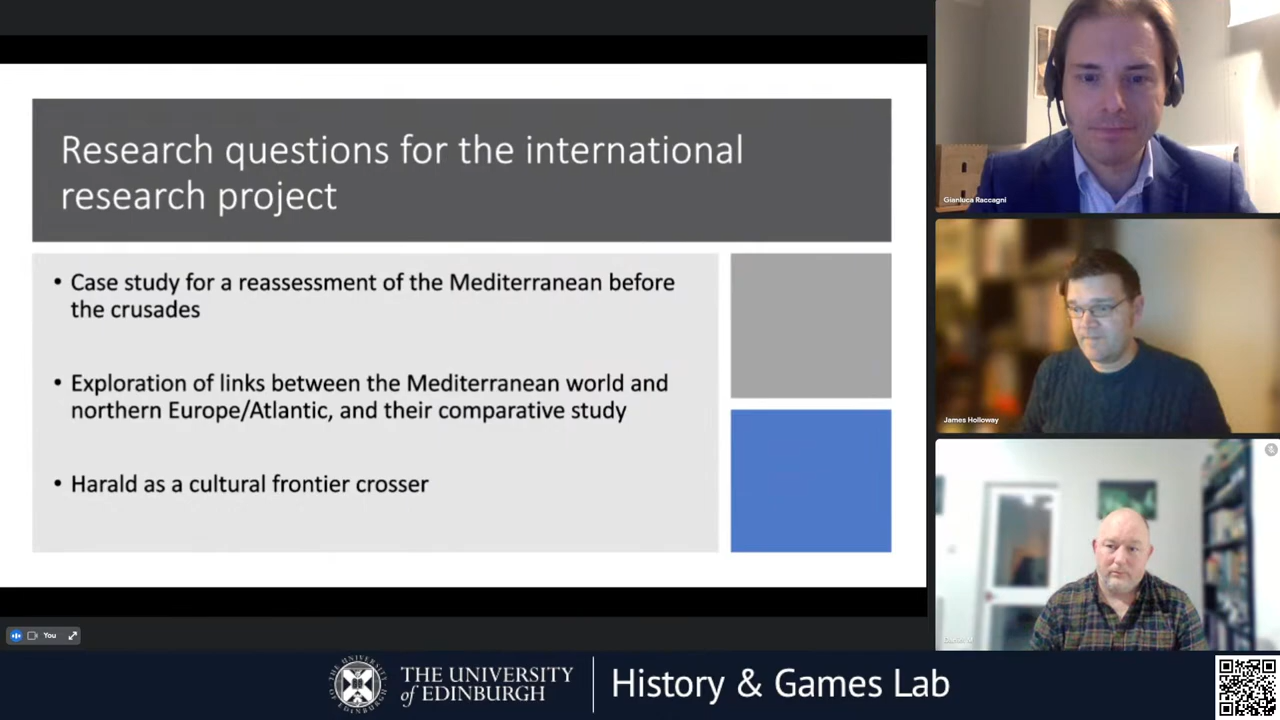 Research questions for the international
research project
• Case study for a reassessment of the Mediterranean before
the crusades
• Exploration of links between the Mediterranean world and
northern Europe/Atlantic, and their comparative study
• Harald as a cultural frontier crosser
Gianluca Raccagni
James Holloway
You
THE UNIVERSITY
of EDINBURGH
History & Games Lab